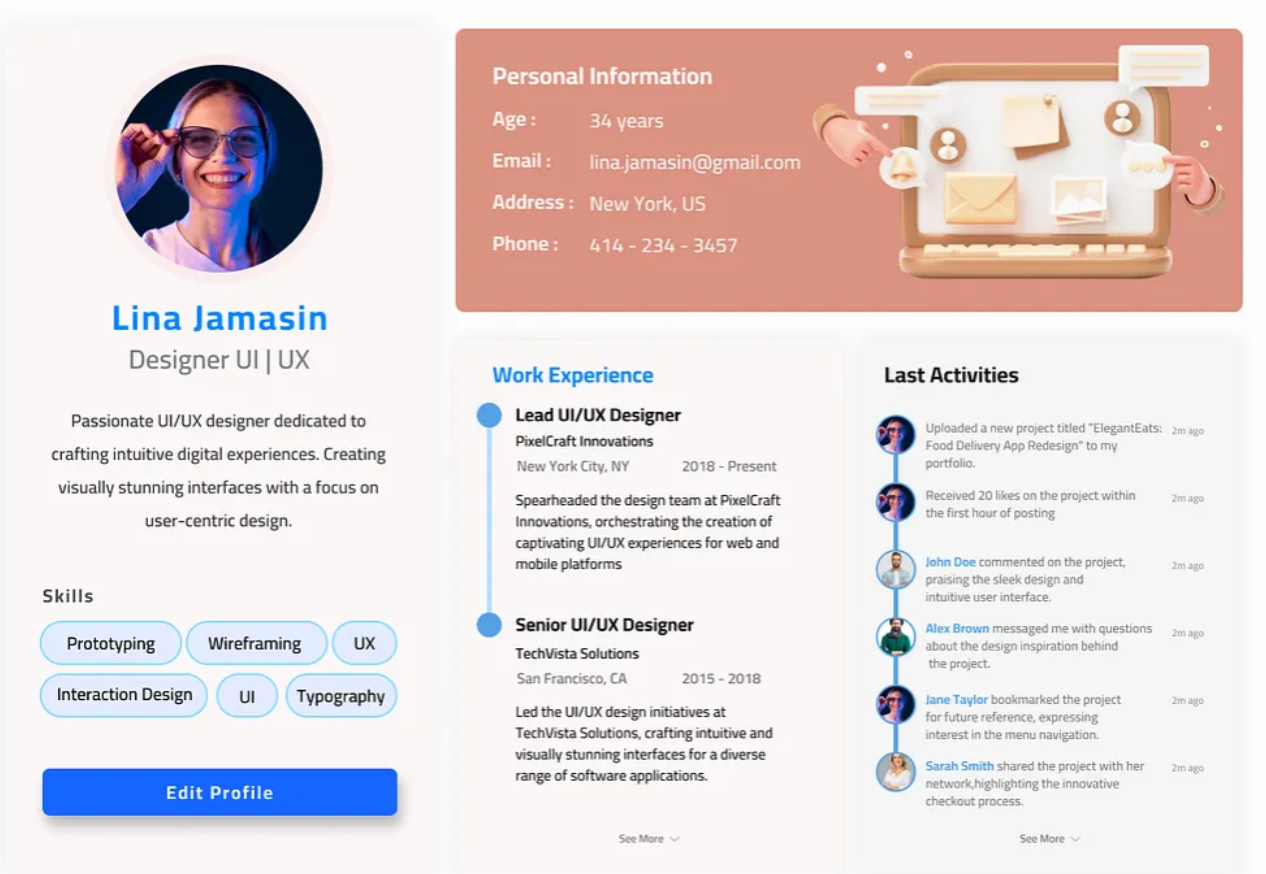 Lina Jamasin
Designer UI | UX
Passionate UI/UX designer dedicated to
crafting intuitive digital experiences. Creating
visually stunning interfaces with a focus on
user-centric design.
Skills
Prototyping
Wireframing
UX
Interaction Design
UI
Typography
Edit Profile
Personal Information
Age : 34 years
Email : lina.jamasin@gmail.com
Address : New York, US
Phone : 414 - 234 - 3457
Work Experience
Lead UI/UX Designer
PixelCraft Innovations
New York City, NY 2018 - Present
Spearheaded the design team at PixelCraft
Innovations, orchestrating the creation of
captivating UI/UX experiences for web and
mobile platforms
Senior UI/UX Designer
TechVista Solutions
San Francisco, CA 2015 - 2018
Led the UI/UX design initiatives at
TechVista Solutions, crafting intuitive and
visually stunning interfaces for a diverse
range of software applications.
See More
Last Activities
Uploaded a new project titled "ElegantEats: 2m ago
Food Delivery App Redesign" to my
portfolio.
Received 20 likes on the project within 2m ago
the first hour of posting
John Doe commented on the project, 2m ago
praising the sleek design and
intuitive user interface.
Alex Brown messaged me with questions 2m ago
about the design inspiration behind
the project.
Jane Taylor bookmarked the project 2m ago
for future reference, expressing
interest in the menu navigation.
Sarah Smith shared the project with her 2m ago
network,highlighting the innovative
checkout process.
See More